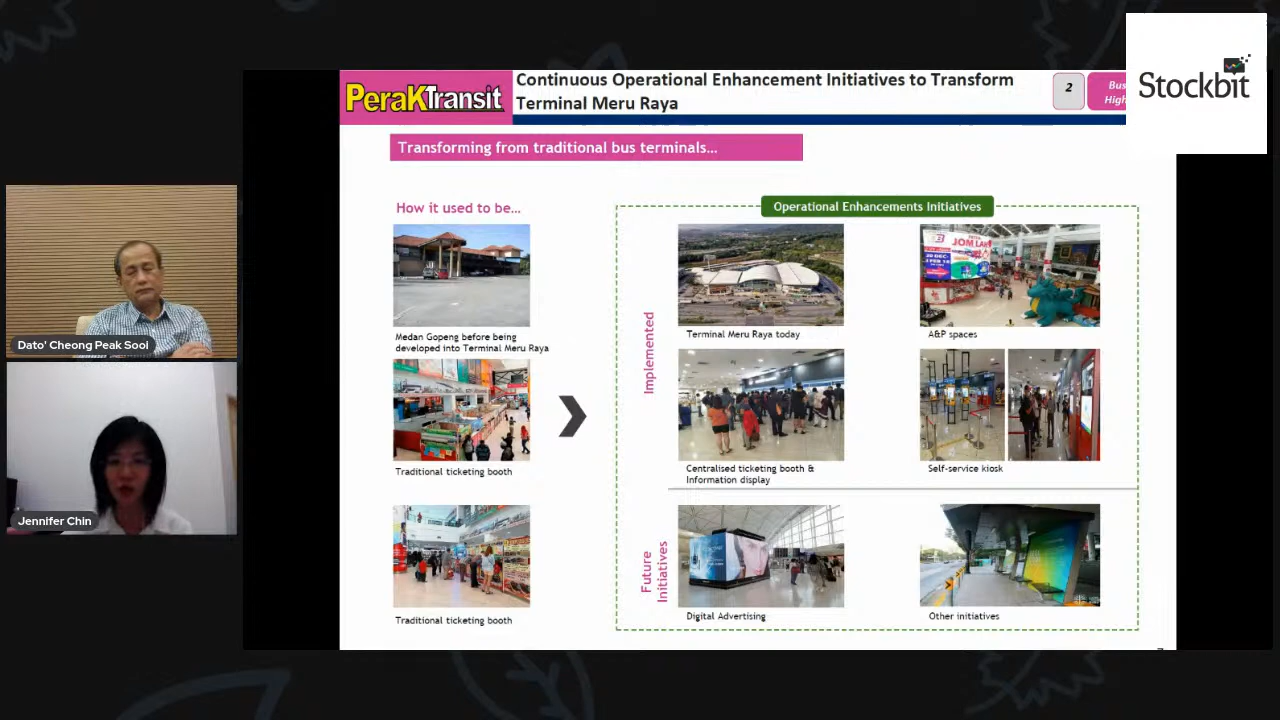 Stockbit
PeraKTransit
Continuous Operational Enhancement Initiatives to Transform
Terminal Meru Raya
2
Transforming from traditional bus terminals...
How it used to be...
Operational Enhancements Initiatives
Implemented
Medan Gopeng before being
developed into Terminal Meru Raya
Terminal Meru Raya today
JOM LAK
A&P spaces
Traditional ticketing booth
Centralised ticketing booth &
Information display
Self-service kiosk
Future
Initiatives
Traditional ticketing booth
Digital Advertising
Other initiatives
Dato' Cheong Peak Sooi
Jennifer Chin